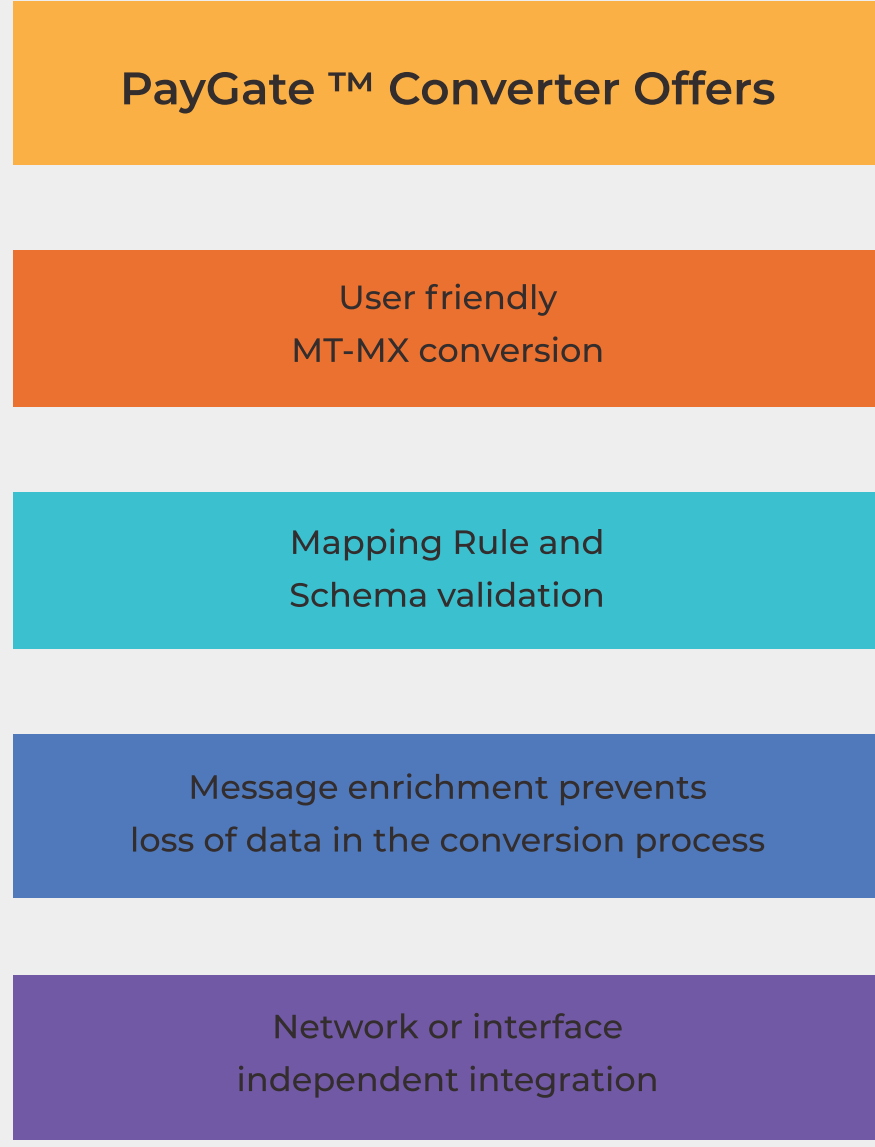 PayGate ™ Converter Offers
User friendly
MT-MX conversion
Mapping Rule and
Schema validation
Message enrichment prevents
loss of data in the conversion process
Network or interface
independent integration